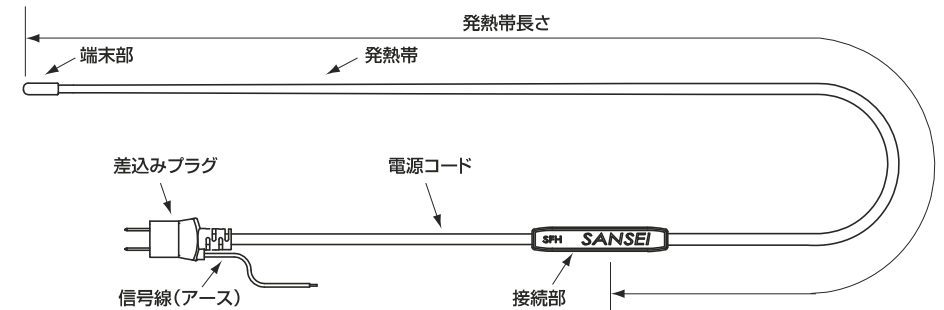 発熱帯長さ
端末部
発熱帯
差込みプラグ
電源コード
SFH SANSEI
信号線(アース)
接続部